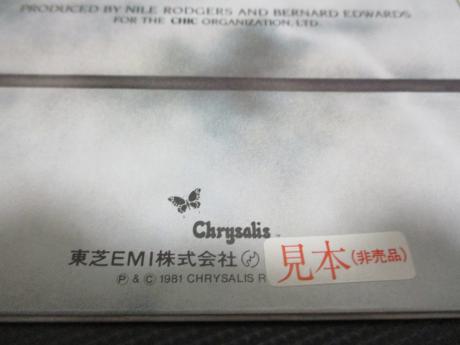 PRODUCED BY NILE RODGERS AND BERNARD EDWARDS
FOR THE CHIC ORGANIZATION, LTD.
Chrysalis
東芝EMI株式会社
見本(非売品)
Ⓟ & © 1981 CHRYSALIS R